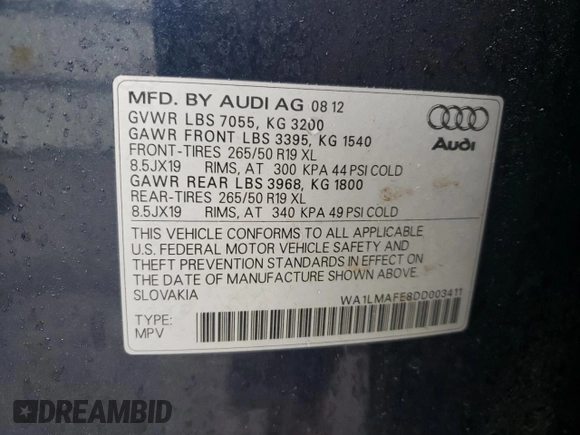 MFD. BY AUDI AG 08 12
GVWR LBS 7055, KG 3200
GAWR FRONT LBS 3395, KG 1540
FRONT-TIRES 265/50 R19 XL
8.5JX19 RIMS, AT 300 KPA 44 PSI COLD
GAWR REAR LBS 3968, KG 1800
REAR-TIRES 265/50 R19 XL
8.5JX19 RIMS, AT 340 KPA 49 PSI COLD
Audi
THIS VEHICLE CONFORMS TO ALL APPLICABLE
U.S. FEDERAL MOTOR VEHICLE SAFETY AND
THEFT PREVENTION STANDARDS IN EFFECT ON
THE DATE OF MANUFACTURE SHOWN ABOVE.
SLOVAKIA
WA1LMAFE8DD003411
TYPE:
MPV
DREAMBID